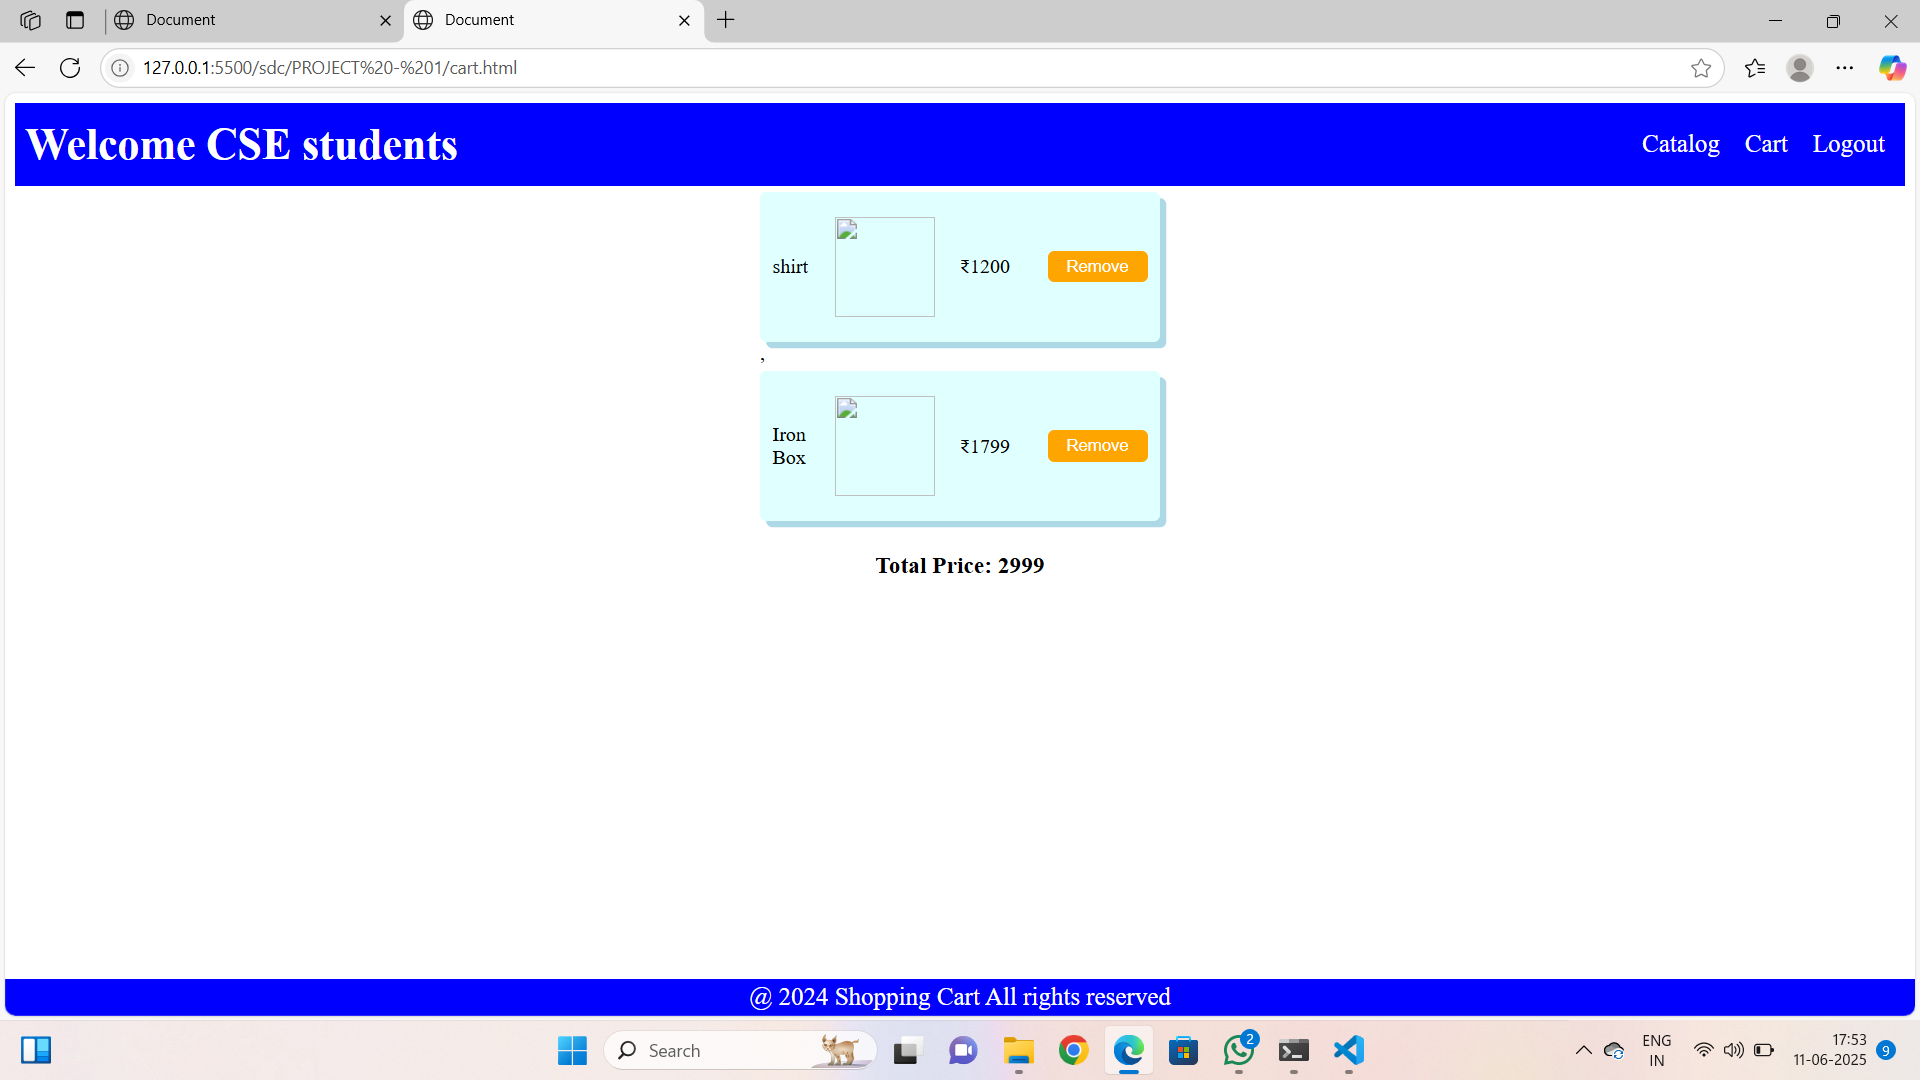 Document
Document
127.0.0.1:5500/sdc/PROJECT%20-%201/cart.html
Welcome CSE students
Catalog Cart Logout
shirt ₹1200 Remove
,
Iron
Box ₹1799 Remove
Total Price: 2999
@ 2024 Shopping Cart All rights reserved
Search
2
ENG
IN
17:53
11-06-2025
9